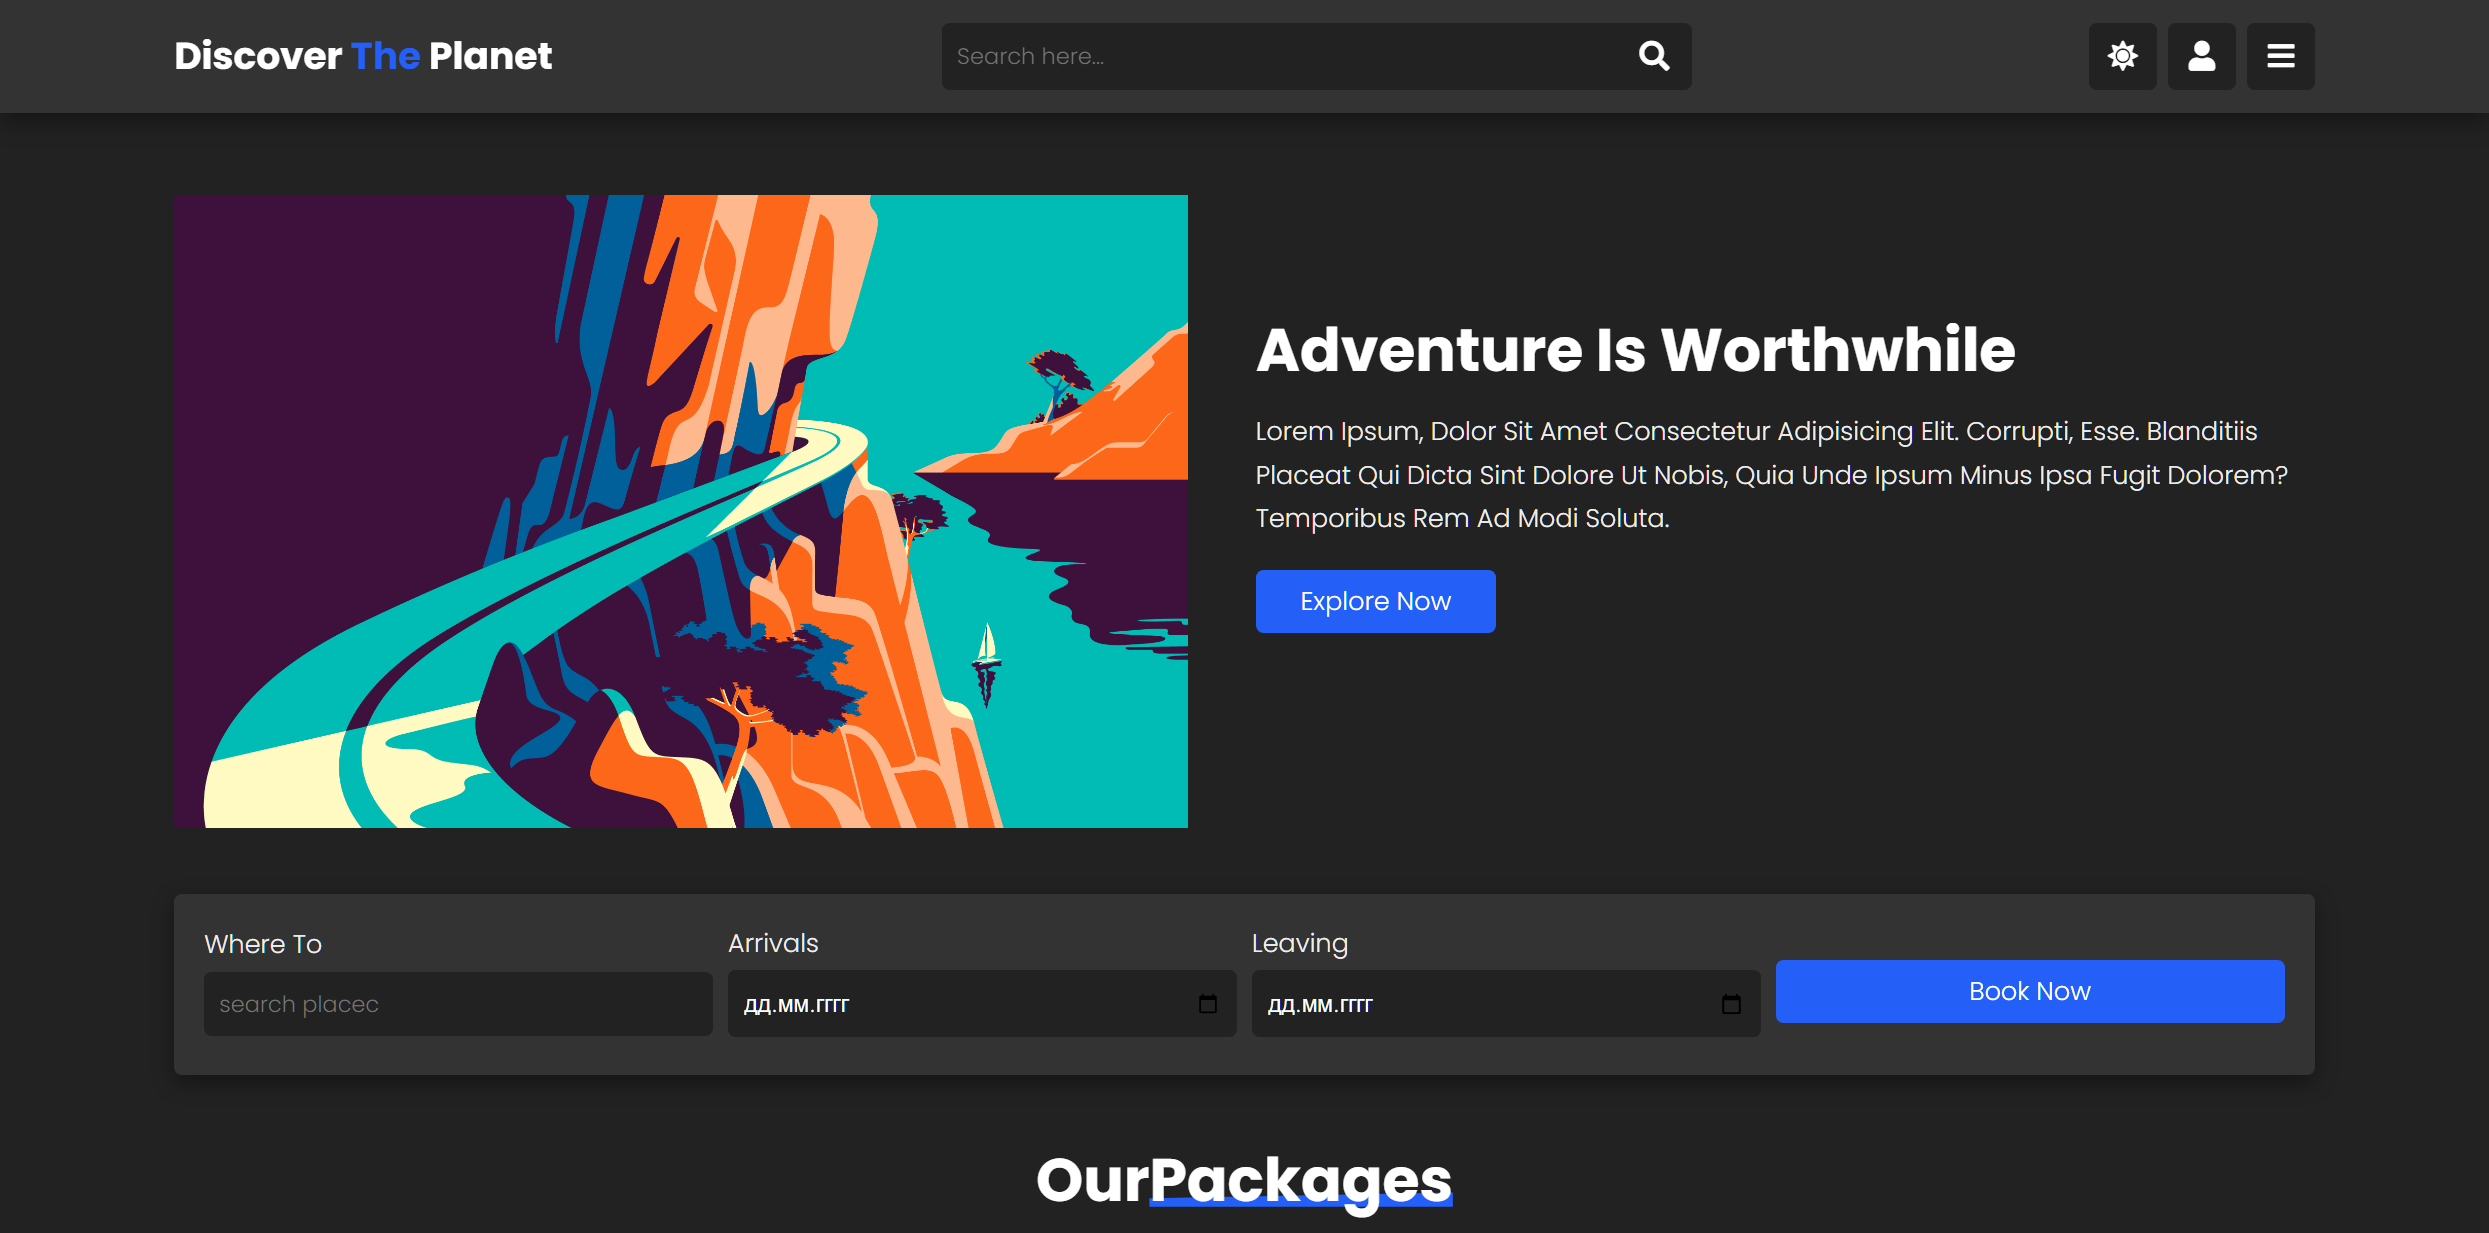 Discover The Planet
Search here...
Adventure Is Worthwhile
Lorem Ipsum, Dolor Sit Amet Consectetur Adipisicing Elit. Corrupti, Esse. Blanditiis
Placeat Qui Dicta Sint Dolore Ut Nobis, Quia Unde Ipsum Minus Ipsa Fugit Dolorem?
Temporibus Rem Ad Modi Soluta.
Explore Now
Where To
search placec
Arrivals
ДД.ММ.ГГГГ
Leaving
ДД.ММ.ГГГГ
Book Now
OurPackages